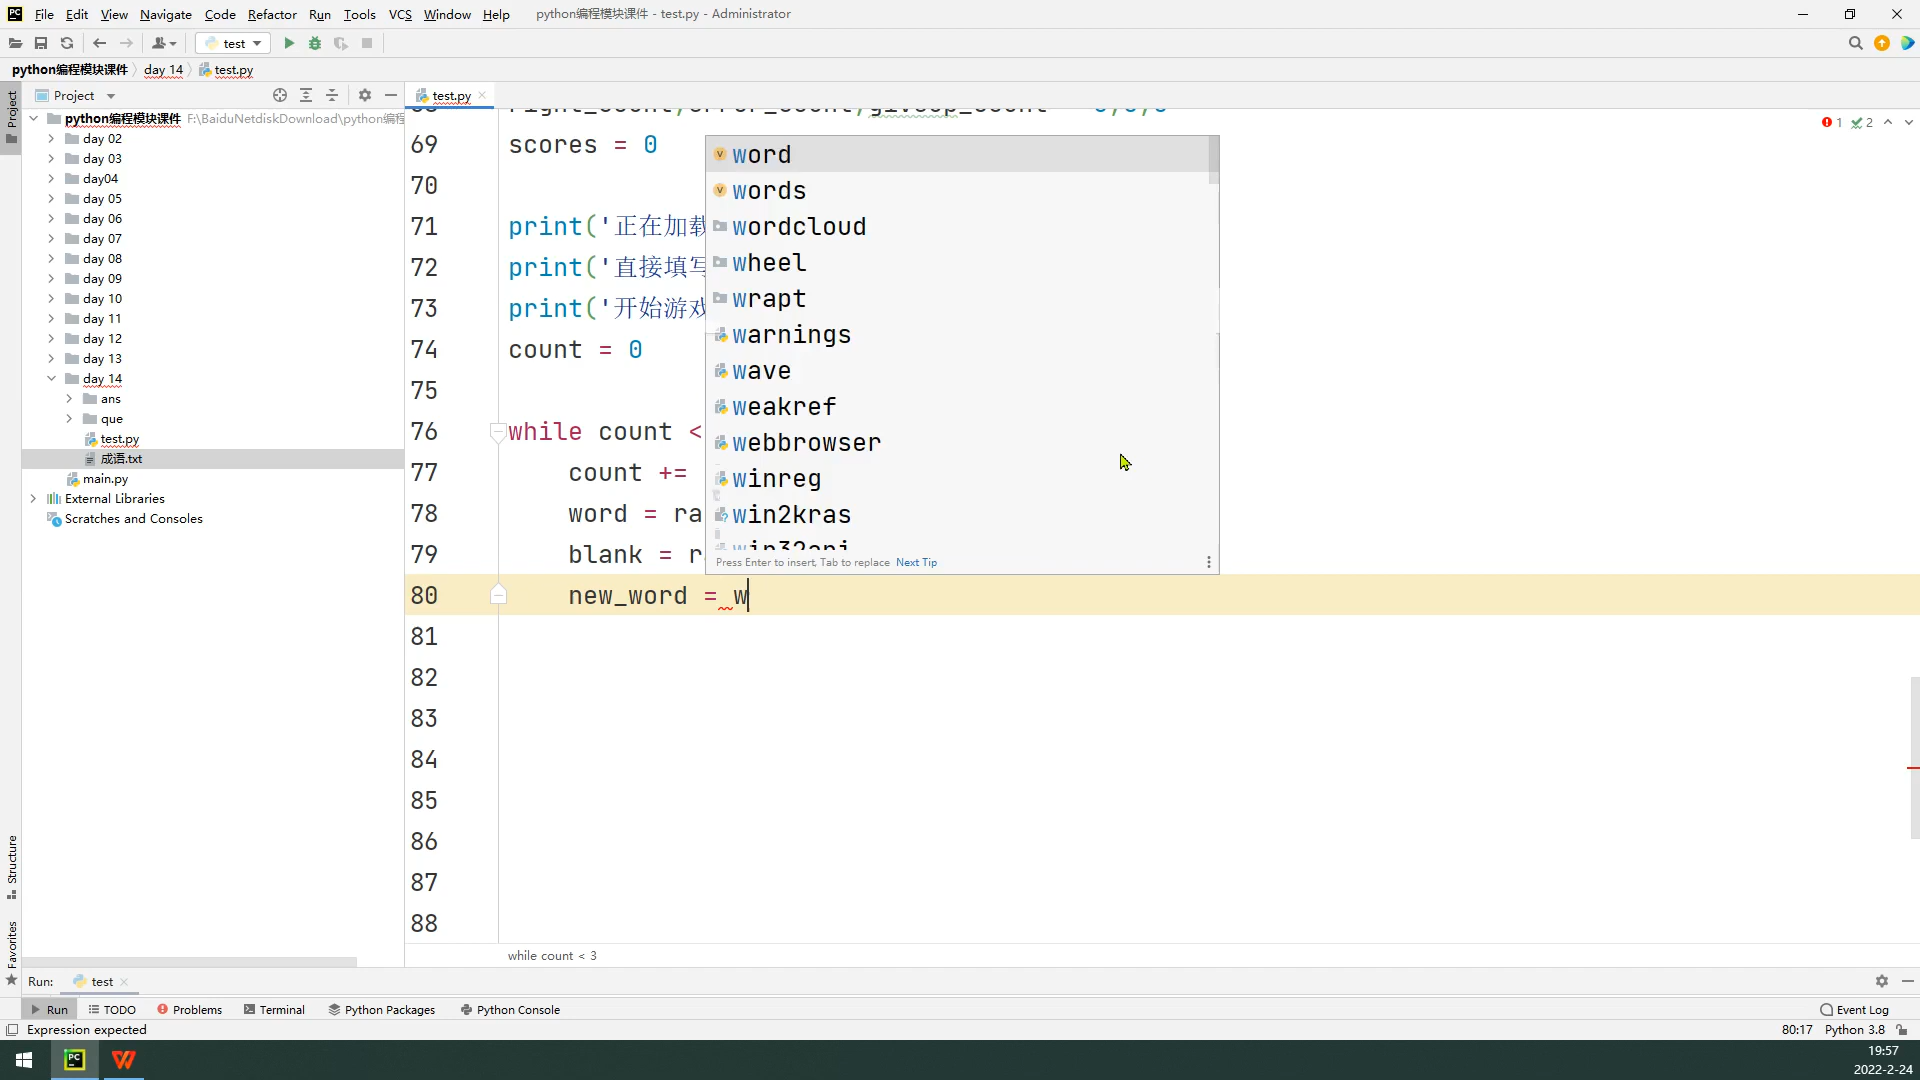 File Edit View Navigate Code Refactor Run Tools VCS Window Help python编程模块课件 - test.py - Administrator
test
python编程模块课件 day 14 test.py
Project
test.py
python编程模块课件 F:\BaiduNetdiskDownload\python编程
day 02
day 03
day04
day 05
day 06
day 07
day 08
day 09
day 10
day 11
day 12
day 13
day 14
ans
que
test.py
成语.txt
main.py
External Libraries
Scratches and Consoles
Project
Structure
Favorites
1 2
69 scores = 0
70
71 print('正在加载
72 print('直接填写
73 print('开始游戏
74 count = 0
75
76 while count <
77 count +=
78 word = ra
79 blank = r
80 new_word = w
81
82
83
84
85
86
87
88
word
words
wordcloud
wheel
wrapt
warnings
wave
weakref
webbrowser
winreg
win2kras
win32api
Press Enter to insert, Tab to replace Next Tip
while count < 3
Run: test
Run TODO Problems Terminal Python Packages Python Console Event Log
Expression expected 80:17 Python 3.8
19:57
2022-2-24